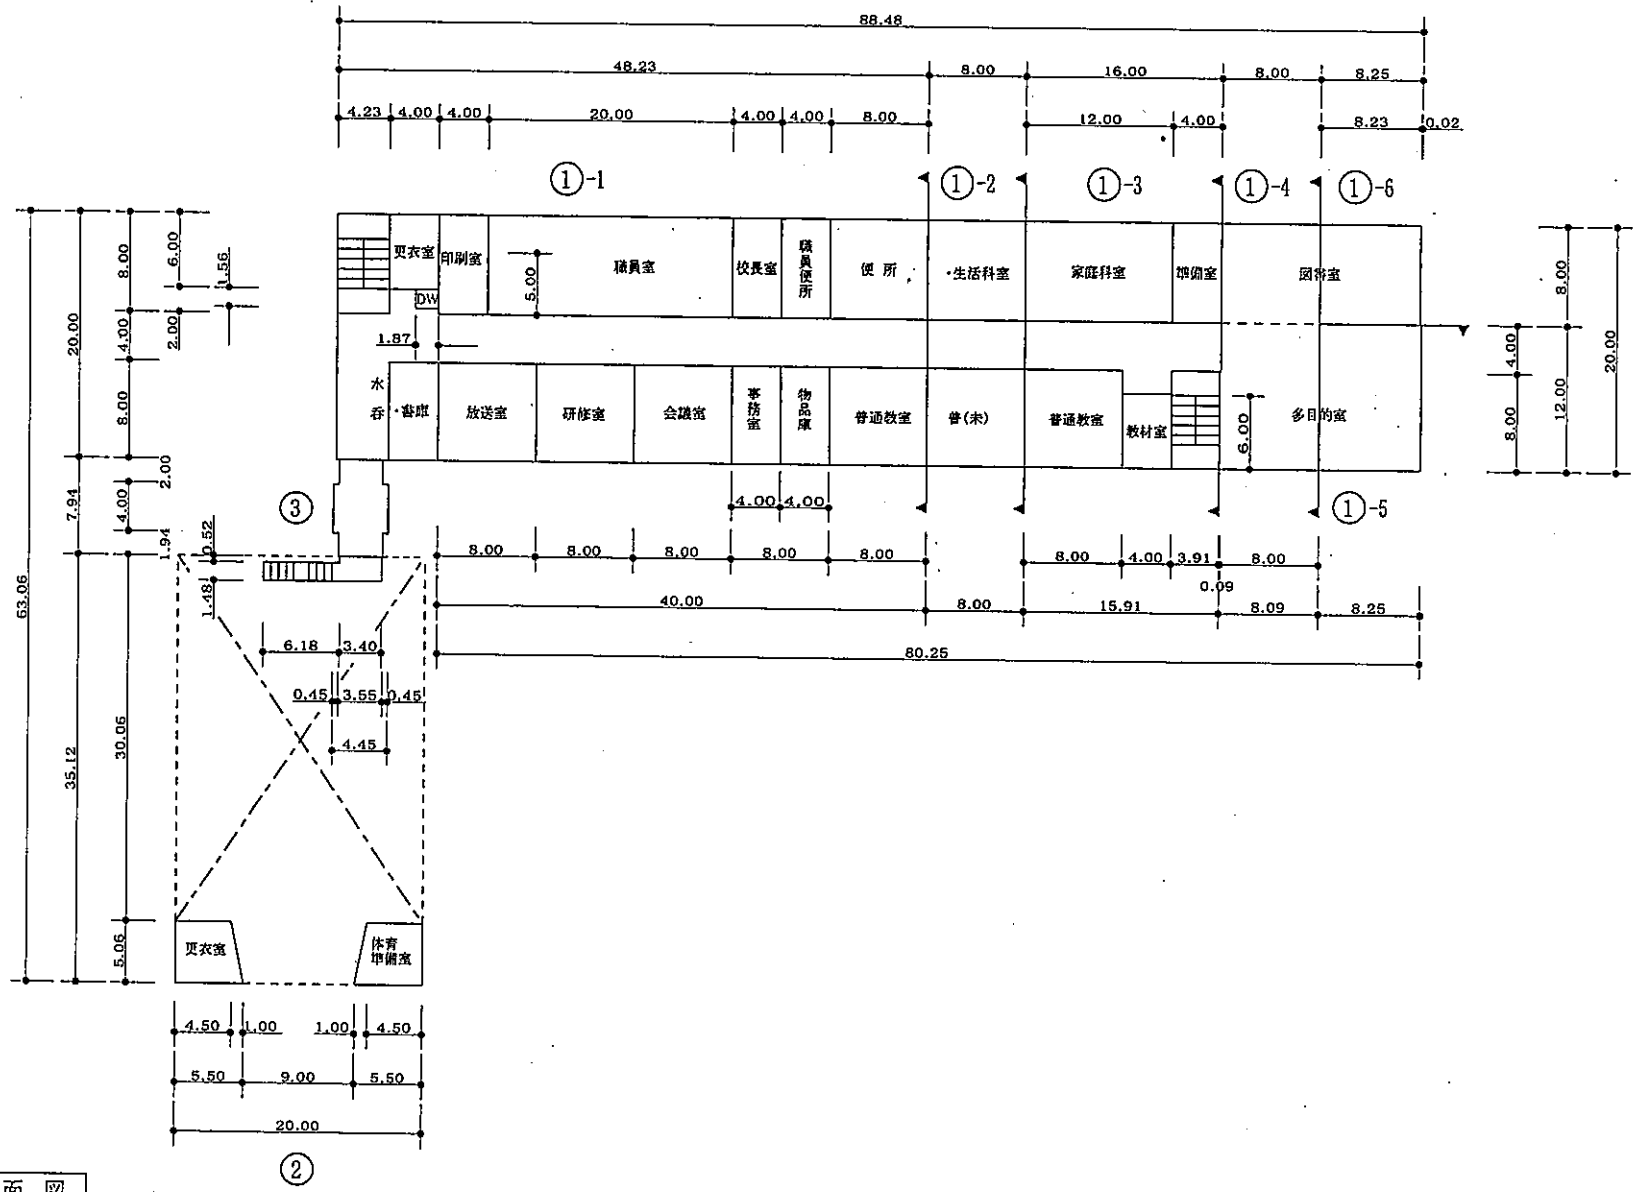 88.48
48.23 8.00 16.00 8.00 8.25
4.23 4.00 4.00 20.00 4.00 4.00 8.00 12.00 4.00 8.23 0.02
①-1 ①-2 ①-3 ①-4 ①-6
63.06
20.00
7.94
35.12
8.00
4.00
8.00
2.00
4.00
1.94
30.06
5.06
6.00
2.00
1.56
0.52
1.48
更衣室
印刷室
5.00
職員室
校長室
職員便所
便所
生活科室
家庭科室
準備室
図書室
DW
1.87
水呑
書庫
放送室
研修室
会議室
事務室
物品庫
普通教室
普(未)
普通教室
教材室
6.00
多目的室
8.00
12.00
4.00
8.00
20.00
③
①-5
4.00 4.00
8.00 8.00 8.00 8.00 8.00 8.00 4.00 3.91 8.00
0.09
40.00 8.00 15.91 8.09 8.25
80.25
6.18 3.40
0.45 3.55 0.45
4.45
更衣室
体育
準備室
4.50 1.00 1.00 4.50
5.50 9.00 5.50
20.00
②
面図